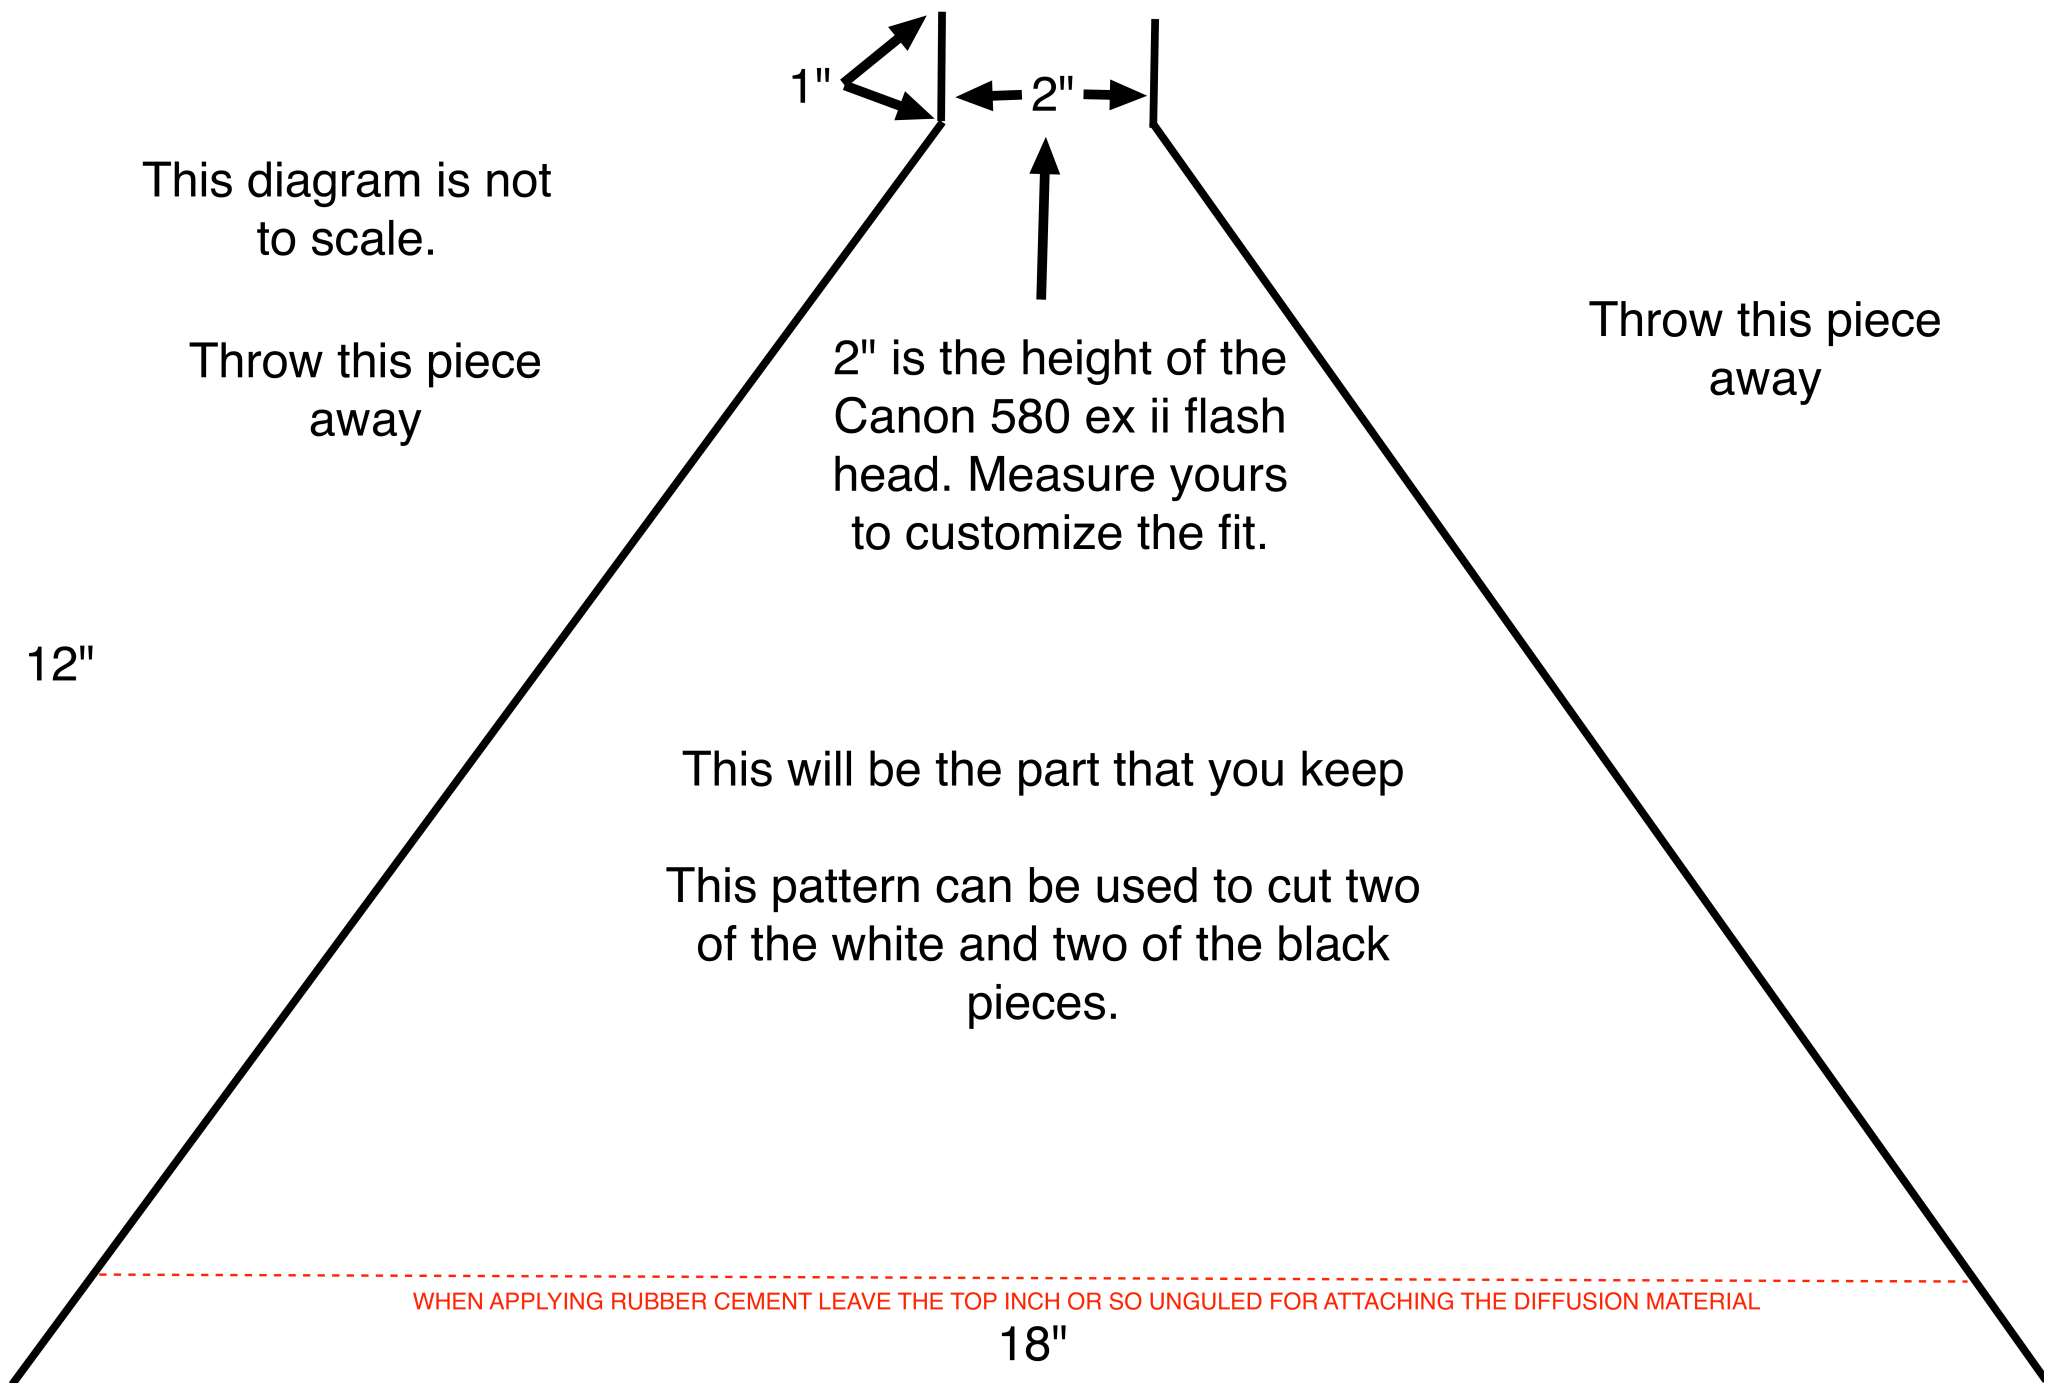 1"
2"
This diagram is not
to scale.
Throw this piece
away
Throw this piece
away
2" is the height of the
Canon 580 ex ii flash
head. Measure yours
to customize the fit.
12"
This will be the part that you keep
This pattern can be used to cut two
of the white and two of the black
pieces.
WHEN APPLYING RUBBER CEMENT LEAVE THE TOP INCH OR SO UNGULED FOR ATTACHING THE DIFFUSION MATERIAL
18"